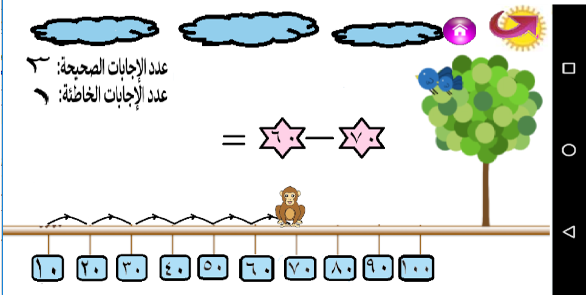 عدد الإجابات الصحيحة: ٣
عدد الإجابات الخاطئة: ١
٧٠ − ٦٠ =
١٠ ٢٠ ٣٠ ٤٠ ٥٠ ٦٠ ٧٠ ٨٠ ٩٠ ١٠٠